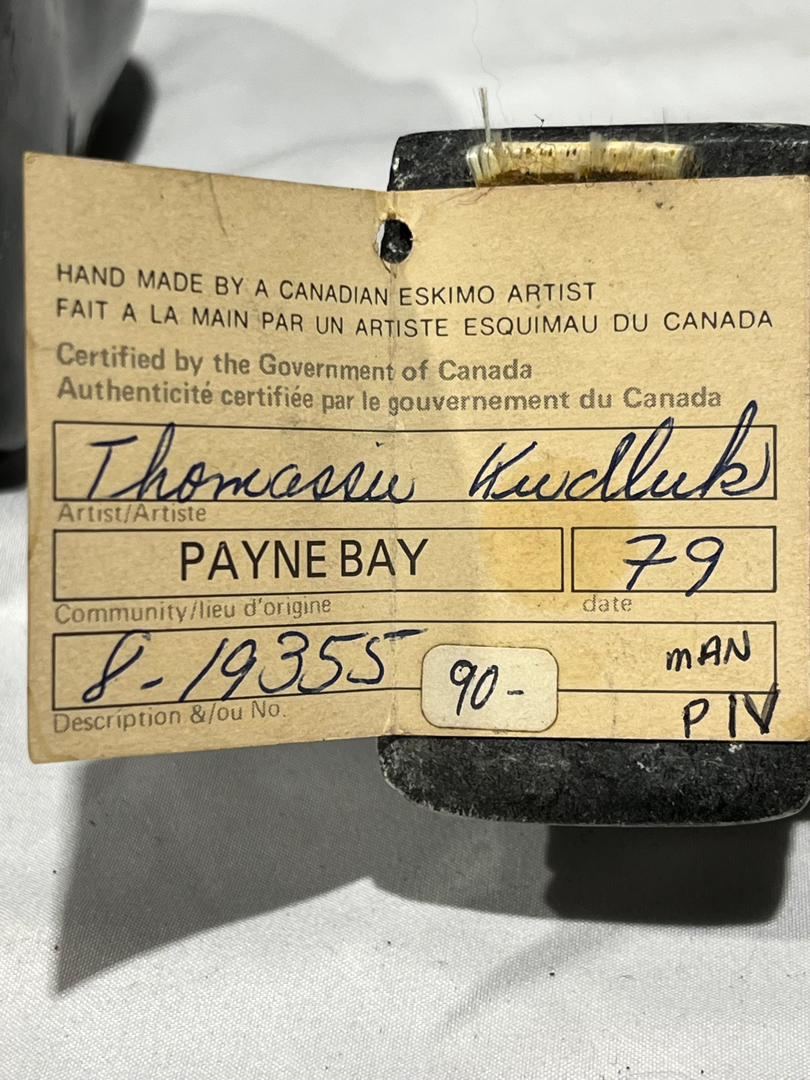 HAND MADE BY A CANADIAN ESKIMO ARTIST
FAIT A LA MAIN PAR UN ARTISTE ESQUIMAU DU CANADA
Certified by the Government of Canada
Authenticité certifiée par le gouvernement du Canada
Thomassie Kudluk
Artist/Artiste
PAYNE BAY
79
Community/lieu d'origine
date
8-19355
90-
MAN
PIV
Description &/ou No.